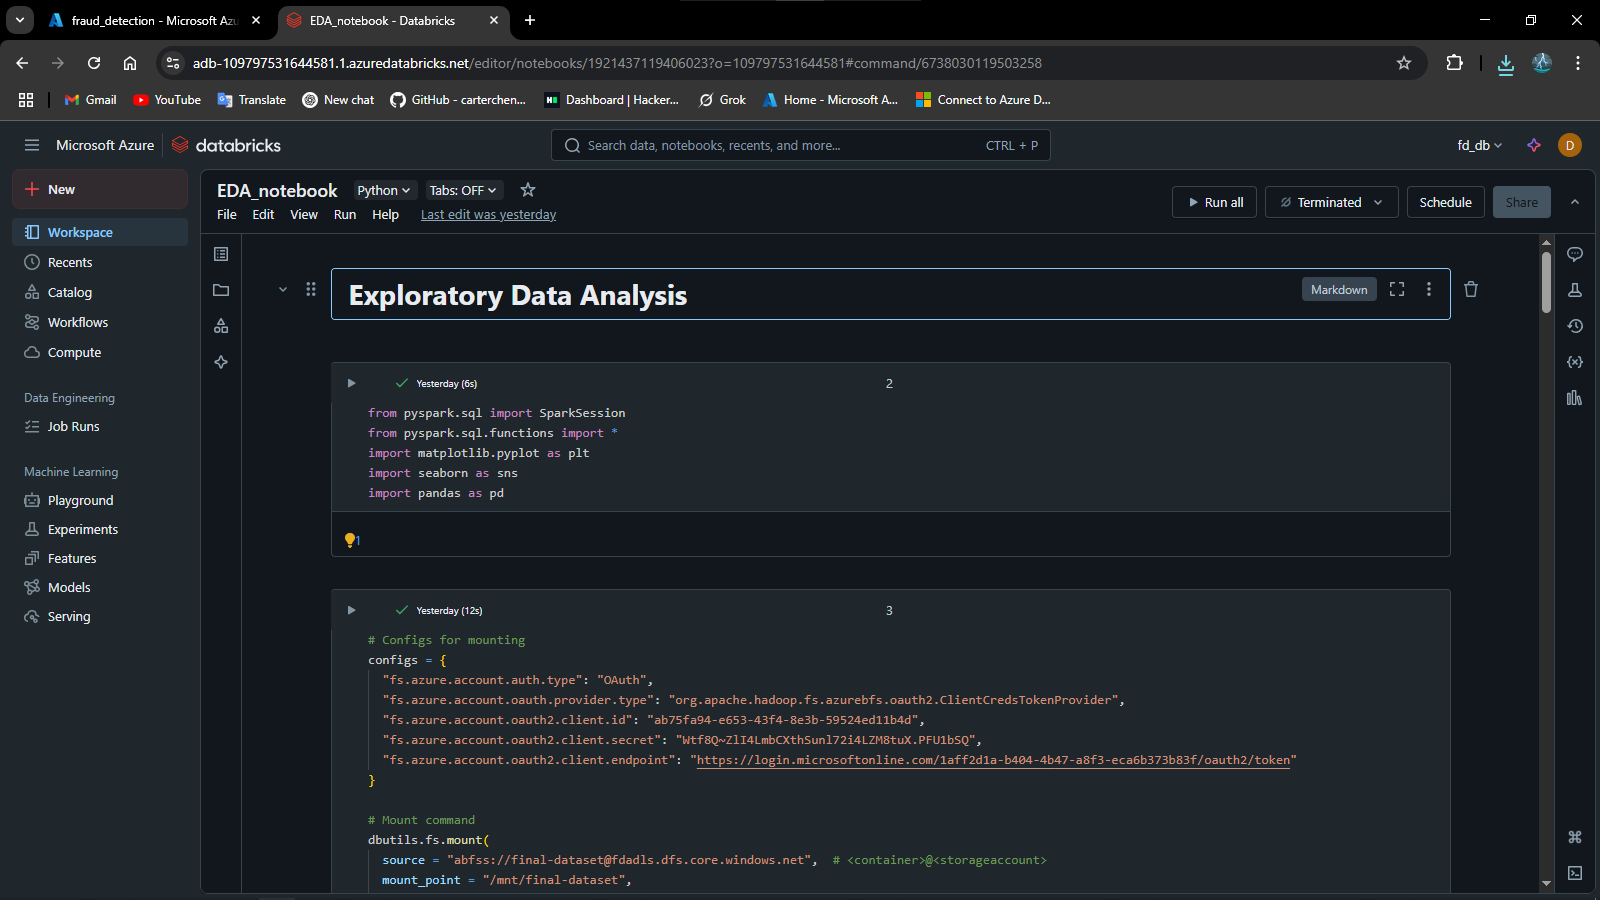 fraud_detection - Microsoft Azu
EDA_notebook - Databricks
adb-109797531644581.1.azuredatabricks.net/editor/notebooks/1921437119406023?o=109797531644581#command/6738030119503258
Gmail
YouTube
Translate
New chat
GitHub - carterchen...
Dashboard | Hacker...
Grok
Home - Microsoft A...
Connect to Azure D...
Microsoft Azure
databricks
Search data, notebooks, recents, and more...
CTRL + P
fd_db
D
New
Workspace
Recents
Catalog
Workflows
Compute
Data Engineering
Job Runs
Machine Learning
Playground
Experiments
Features
Models
Serving
EDA_notebook
Python
Tabs: OFF
File
Edit
View
Run
Help
Last edit was yesterday
Run all
Terminated
Schedule
Share
Exploratory Data Analysis
Markdown
Yesterday (6s)
2
from pyspark.sql import SparkSession
from pyspark.sql.functions import *
import matplotlib.pyplot as plt
import seaborn as sns
import pandas as pd
1
Yesterday (12s)
3
# Configs for mounting
configs = {
"fs.azure.account.auth.type": "OAuth",
"fs.azure.account.oauth.provider.type": "org.apache.hadoop.fs.azurebfs.oauth2.ClientCredsTokenProvider",
"fs.azure.account.oauth2.client.id": "ab75fa94-e653-43f4-8e3b-59524ed11b4d",
"fs.azure.account.oauth2.client.secret": "Wtf8Q~ZlI4LmbCXthSunl72i4LZM8tuX.PFU1bSQ",
"fs.azure.account.oauth2.client.endpoint": "https://login.microsoftonline.com/1aff2d1a-b404-4b47-a8f3-eca6b373b83f/oauth2/token"
}
# Mount command
dbutils.fs.mount(
source = "abfss://final-dataset@fdadls.dfs.core.windows.net", # <container>@<storageaccount>
mount_point = "/mnt/final-dataset",